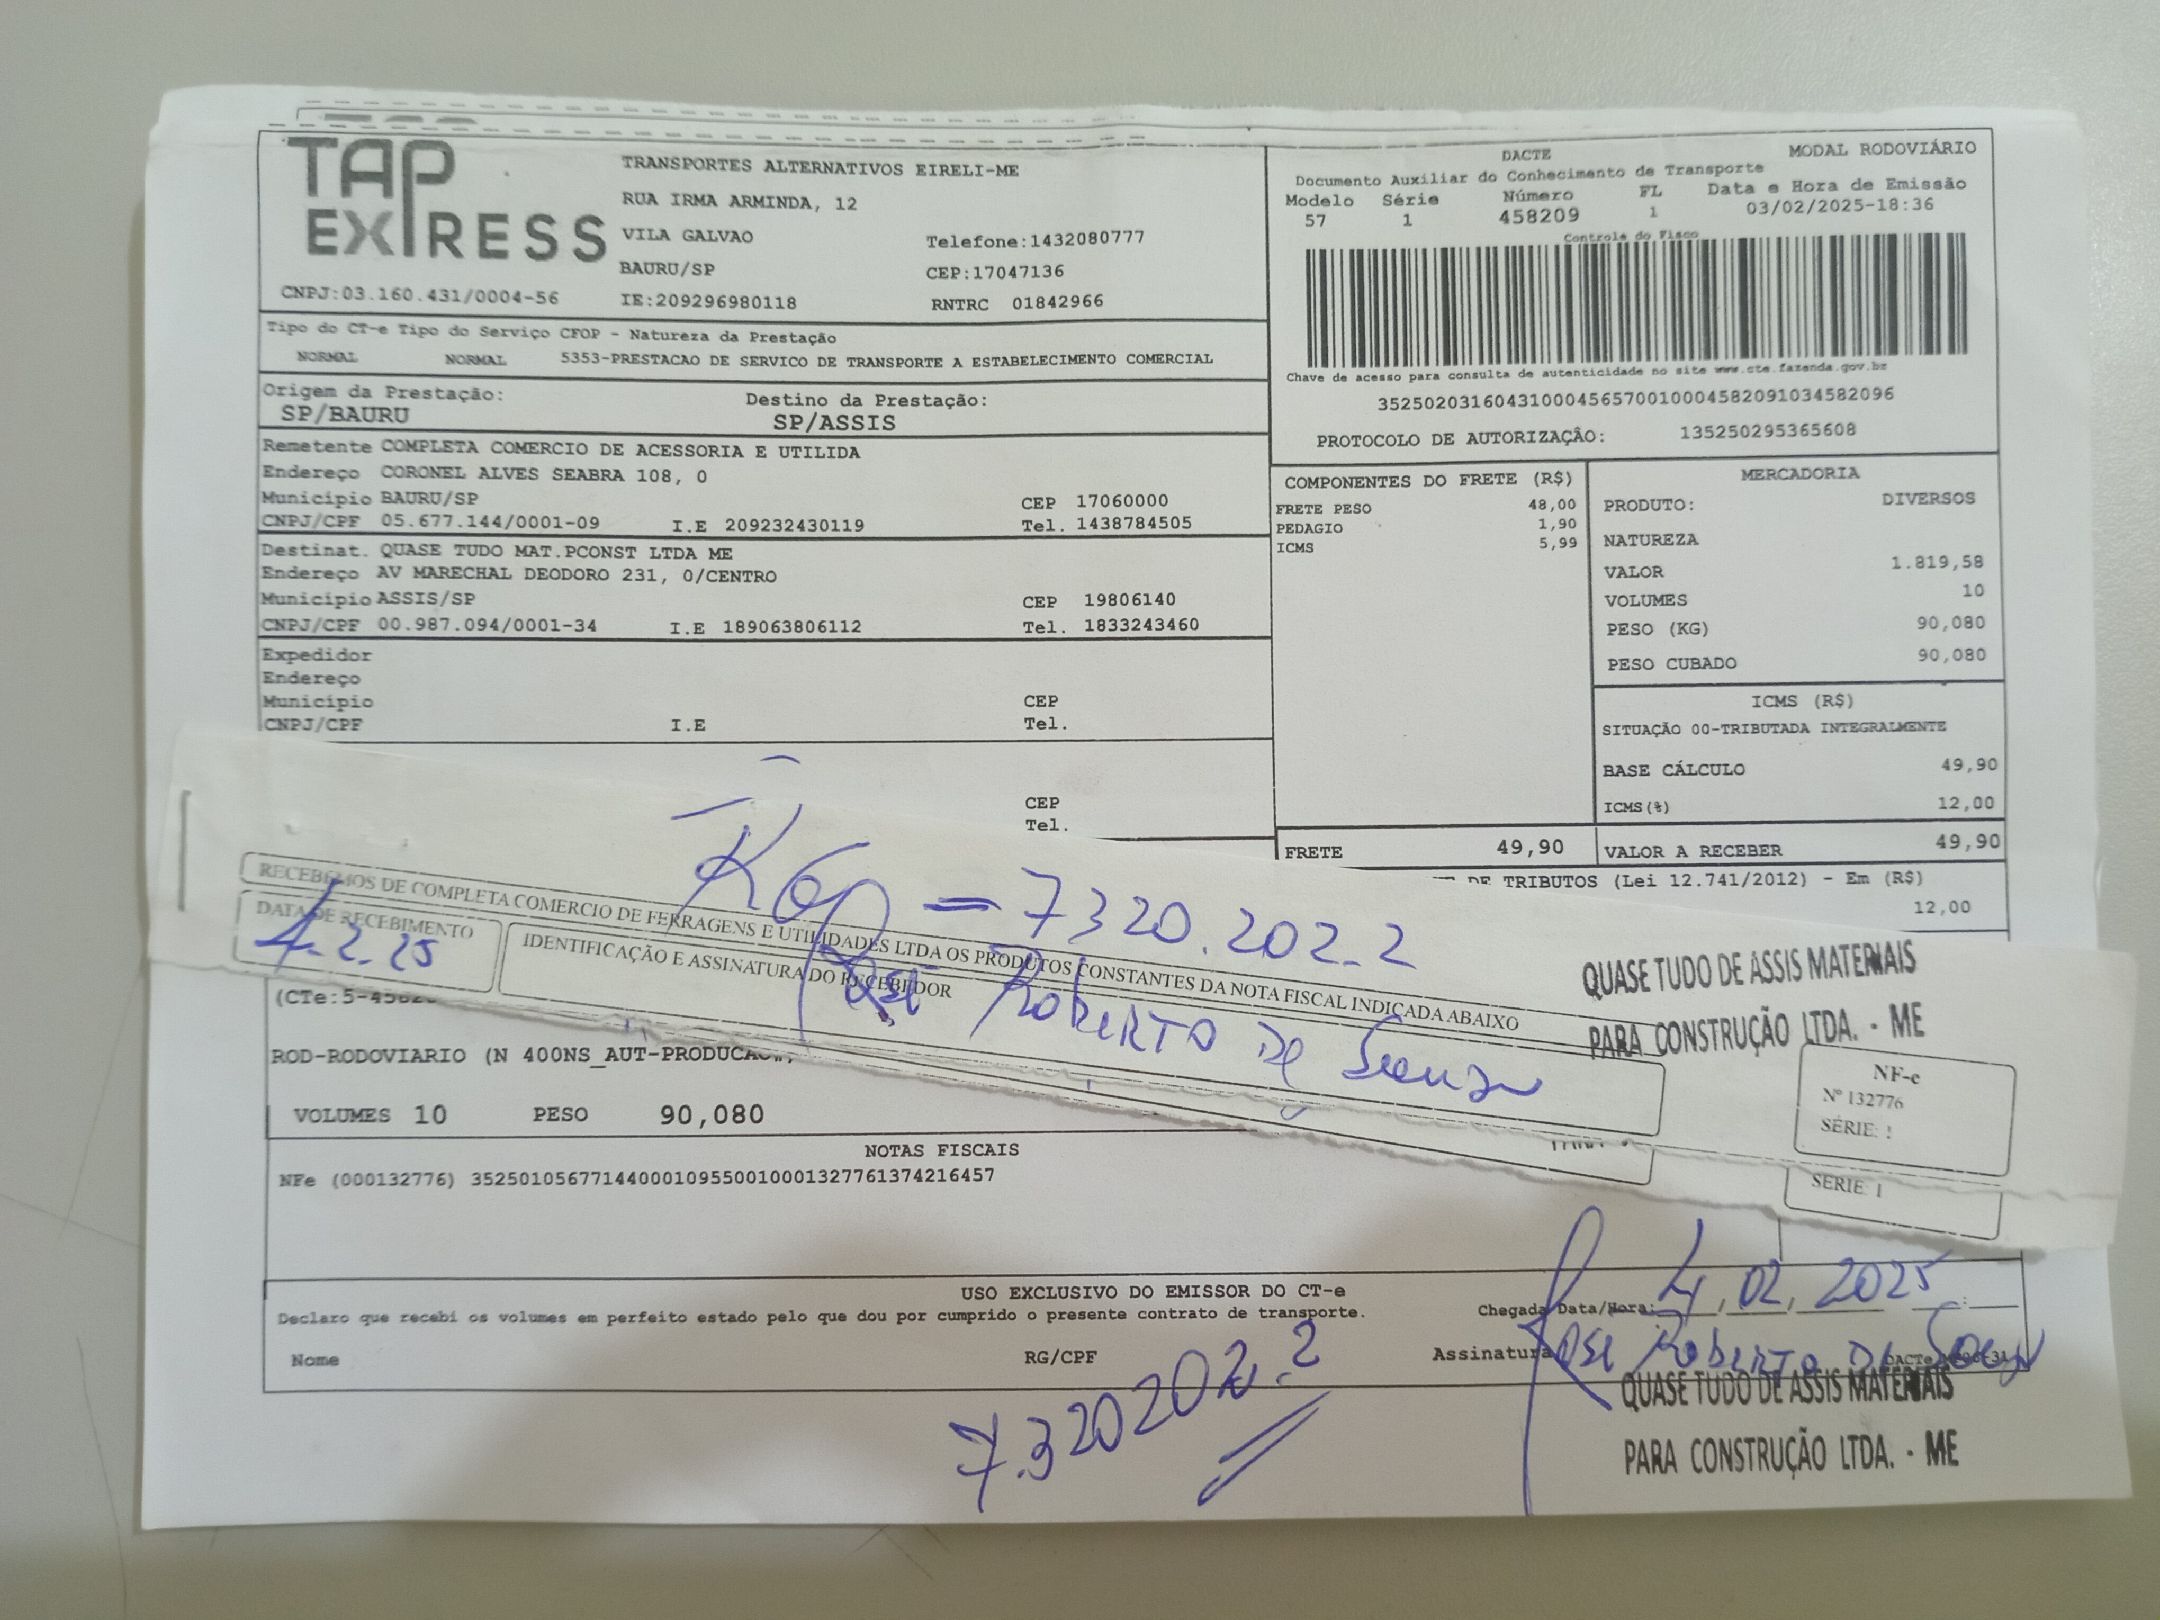 TAP
EXPRESS
TRANSPORTES ALTERNATIVOS EIRELI-ME
RUA IRMA ARMINDA, 12
VILA GALVAO
Telefone:1432080777
BAURU/SP
CEP:17047136
CNPJ:03.160.431/0004-56
IE:209296980118
RNTRC 01842966
DACTE
MODAL RODOVIÁRIO
Documento Auxiliar do Conhecimento de Transporte
Modelo Série Número FL Data e Hora de Emissão
57 1 458209 1 03/02/2025-18:36
Controle do Fisco
Chave de acesso para consulta de autenticidade no site www.cte.fazenda.gov.br
35250203160431000456570010004582091034582096
PROTOCOLO DE AUTORIZAÇÂO: 135250295365608
Tipo do CT-e Tipo do Serviço CFOP - Natureza da Prestação
NORMAL NORMAL 5353-PRESTACAO DE SERVICO DE TRANSPORTE A ESTABELECIMENTO COMERCIAL
Origem da Prestação: Destino da Prestação:
SP/BAURU SP/ASSIS
Remetente COMPLETA COMERCIO DE ACESSORIA E UTILIDA
Endereço CORONEL ALVES SEABRA 108, 0
Município BAURU/SP CEP 17060000
CNPJ/CPF 05.677.144/0001-09 I.E 209232430119 Tel. 1438784505
Destinat. QUASE TUDO MAT.PCONST LTDA ME
Endereço AV MARECHAL DEODORO 231, 0/CENTRO
Município ASSIS/SP CEP 19806140
CNPJ/CPF 00.987.094/0001-34 I.E 189063806112 Tel. 1833243460
Expedidor
Endereço
Município CEP
CNPJ/CPF I.E Tel.
CEP
Tel.
COMPONENTES DO FRETE (R$)
FRETE PESO 48,00
PEDAGIO 1,90
ICMS 5,99
FRETE 49,90
MERCADORIA
PRODUTO: DIVERSOS
NATUREZA
VALOR 1.819,58
VOLUMES 10
PESO (KG) 90,080
PESO CUBADO 90,080
ICMS (R$)
SITUAÇÃO 00-TRIBUTADA INTEGRALMENTE
BASE CÁLCULO 49,90
ICMS(%) 12,00
VALOR A RECEBER 49,90
DE TRIBUTOS (Lei 12.741/2012) - Em (R$)
12,00
= 7320.202-2
RECEBEMOS DE COMPLETA COMERCIO DE FERRAGENS E UTILIDADES LTDA OS PRODUTOS CONSTANTES DA NOTA FISCAL INDICADA ABAIXO
DATA DE RECEBIMENTO
4-2-25
IDENTIFICAÇÃO E ASSINATURA DO RECEBEDOR
José Roberto De Souza
QUASE TUDO DE ASSIS MATERIAIS
PARA CONSTRUÇÃO LTDA. - ME
NF-e
Nº 132776
SÉRIE: 1
SÉRIE: 1
ROD-RODOVIARIO (N 400NS_AUT-PRODUCAO
VOLUMES 10 PESO 90,080
NOTAS FISCAIS
NFe (000132776) 35250105677144000109550010001327761374216457
USO EXCLUSIVO DO EMISSOR DO CT-e
Declaro que recebi os volumes em perfeito estado pelo que dou por cumprido o presente contrato de transporte.
Chegada Data/Hora: 4, 02, 2025
Nome RG/CPF Assinatura José Roberto De Souza
7.320202-2
QUASE TUDO DE ASSIS MATERIAIS
PARA CONSTRUÇÃO LTDA. - ME